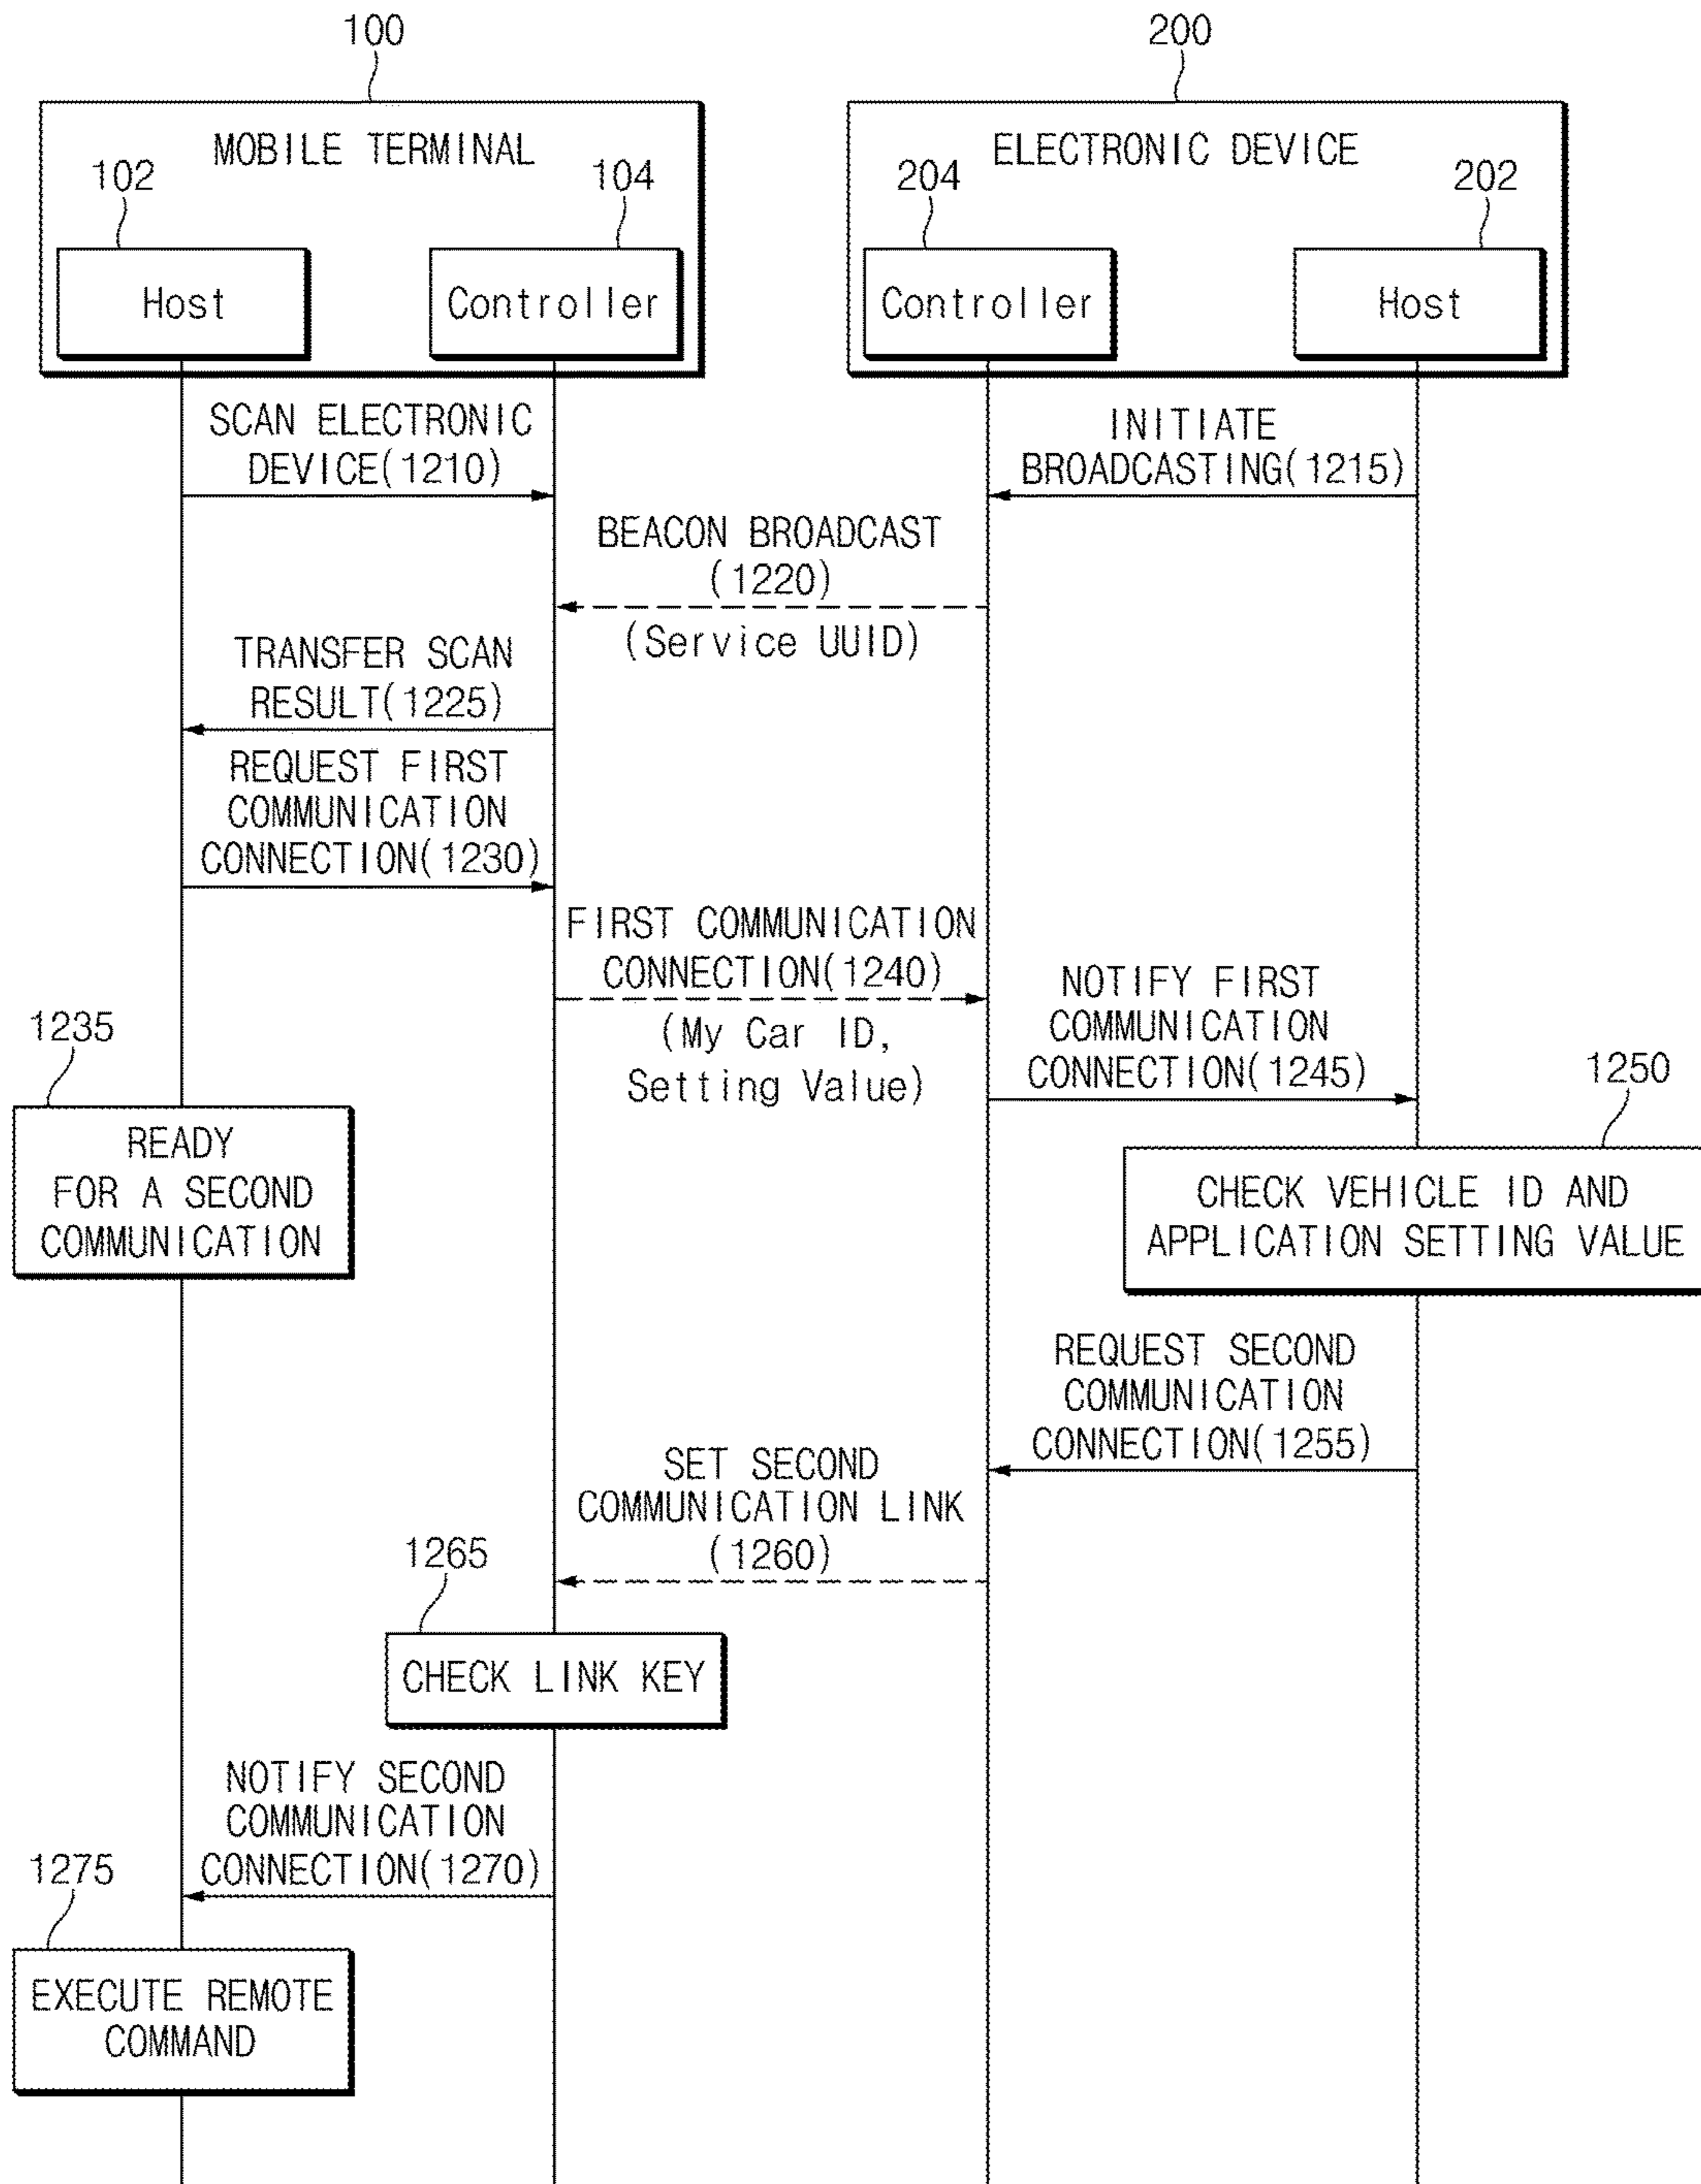 100
200
MOBILE TERMINAL
ELECTRONIC DEVICE
102
104
204
202
Host
Controller
Controller
Host
SCAN ELECTRONIC
DEVICE(1210)
INITIATE
BROADCASTING(1215)
BEACON BROADCAST
(1220)
(Service UUID)
TRANSFER SCAN
RESULT(1225)
REQUEST FIRST
COMMUNICATION
CONNECTION(1230)
FIRST COMMUNICATION
CONNECTION(1240)
(My Car ID,
Setting Value)
NOTIFY FIRST
COMMUNICATION
CONNECTION(1245)
1235
READY
FOR A SECOND
COMMUNICATION
1250
CHECK VEHICLE ID AND
APPLICATION SETTING VALUE
REQUEST SECOND
COMMUNICATION
CONNECTION(1255)
SET SECOND
COMMUNICATION LINK
(1260)
1265
CHECK LINK KEY
NOTIFY SECOND
COMMUNICATION
CONNECTION(1270)
1275
EXECUTE REMOTE
COMMAND